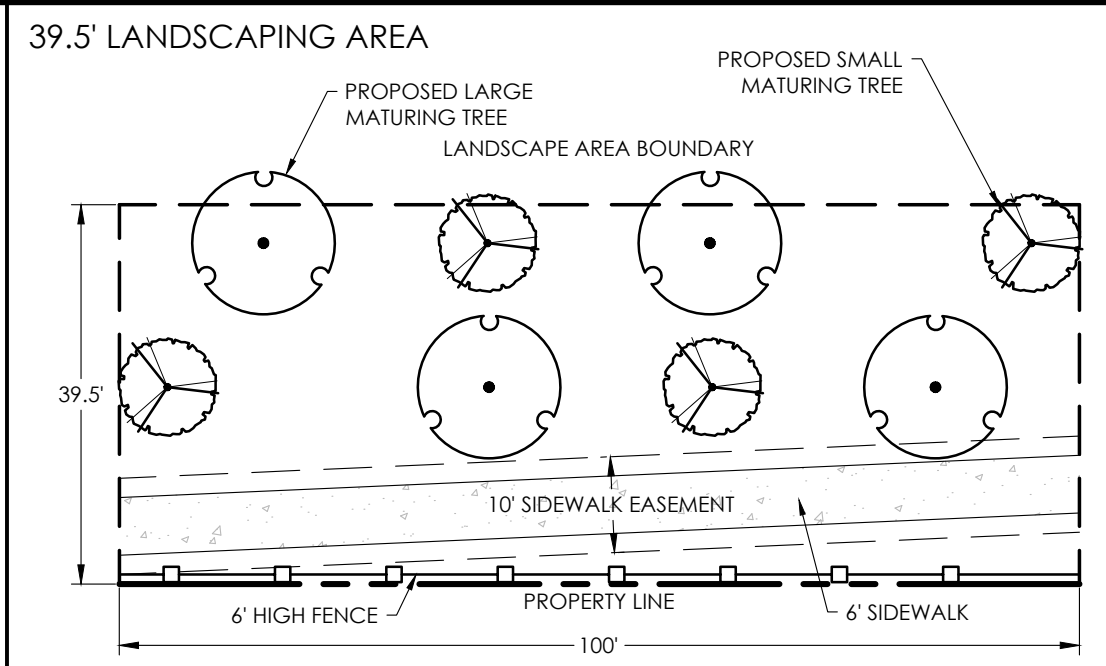 39.5' LANDSCAPING AREA
PROPOSED SMALL
MATURING TREE
PROPOSED LARGE
MATURING TREE
LANDSCAPE AREA BOUNDARY
39.5'
10' SIDEWALK EASEMENT
PROPERTY LINE
6' HIGH FENCE
6' SIDEWALK
100'